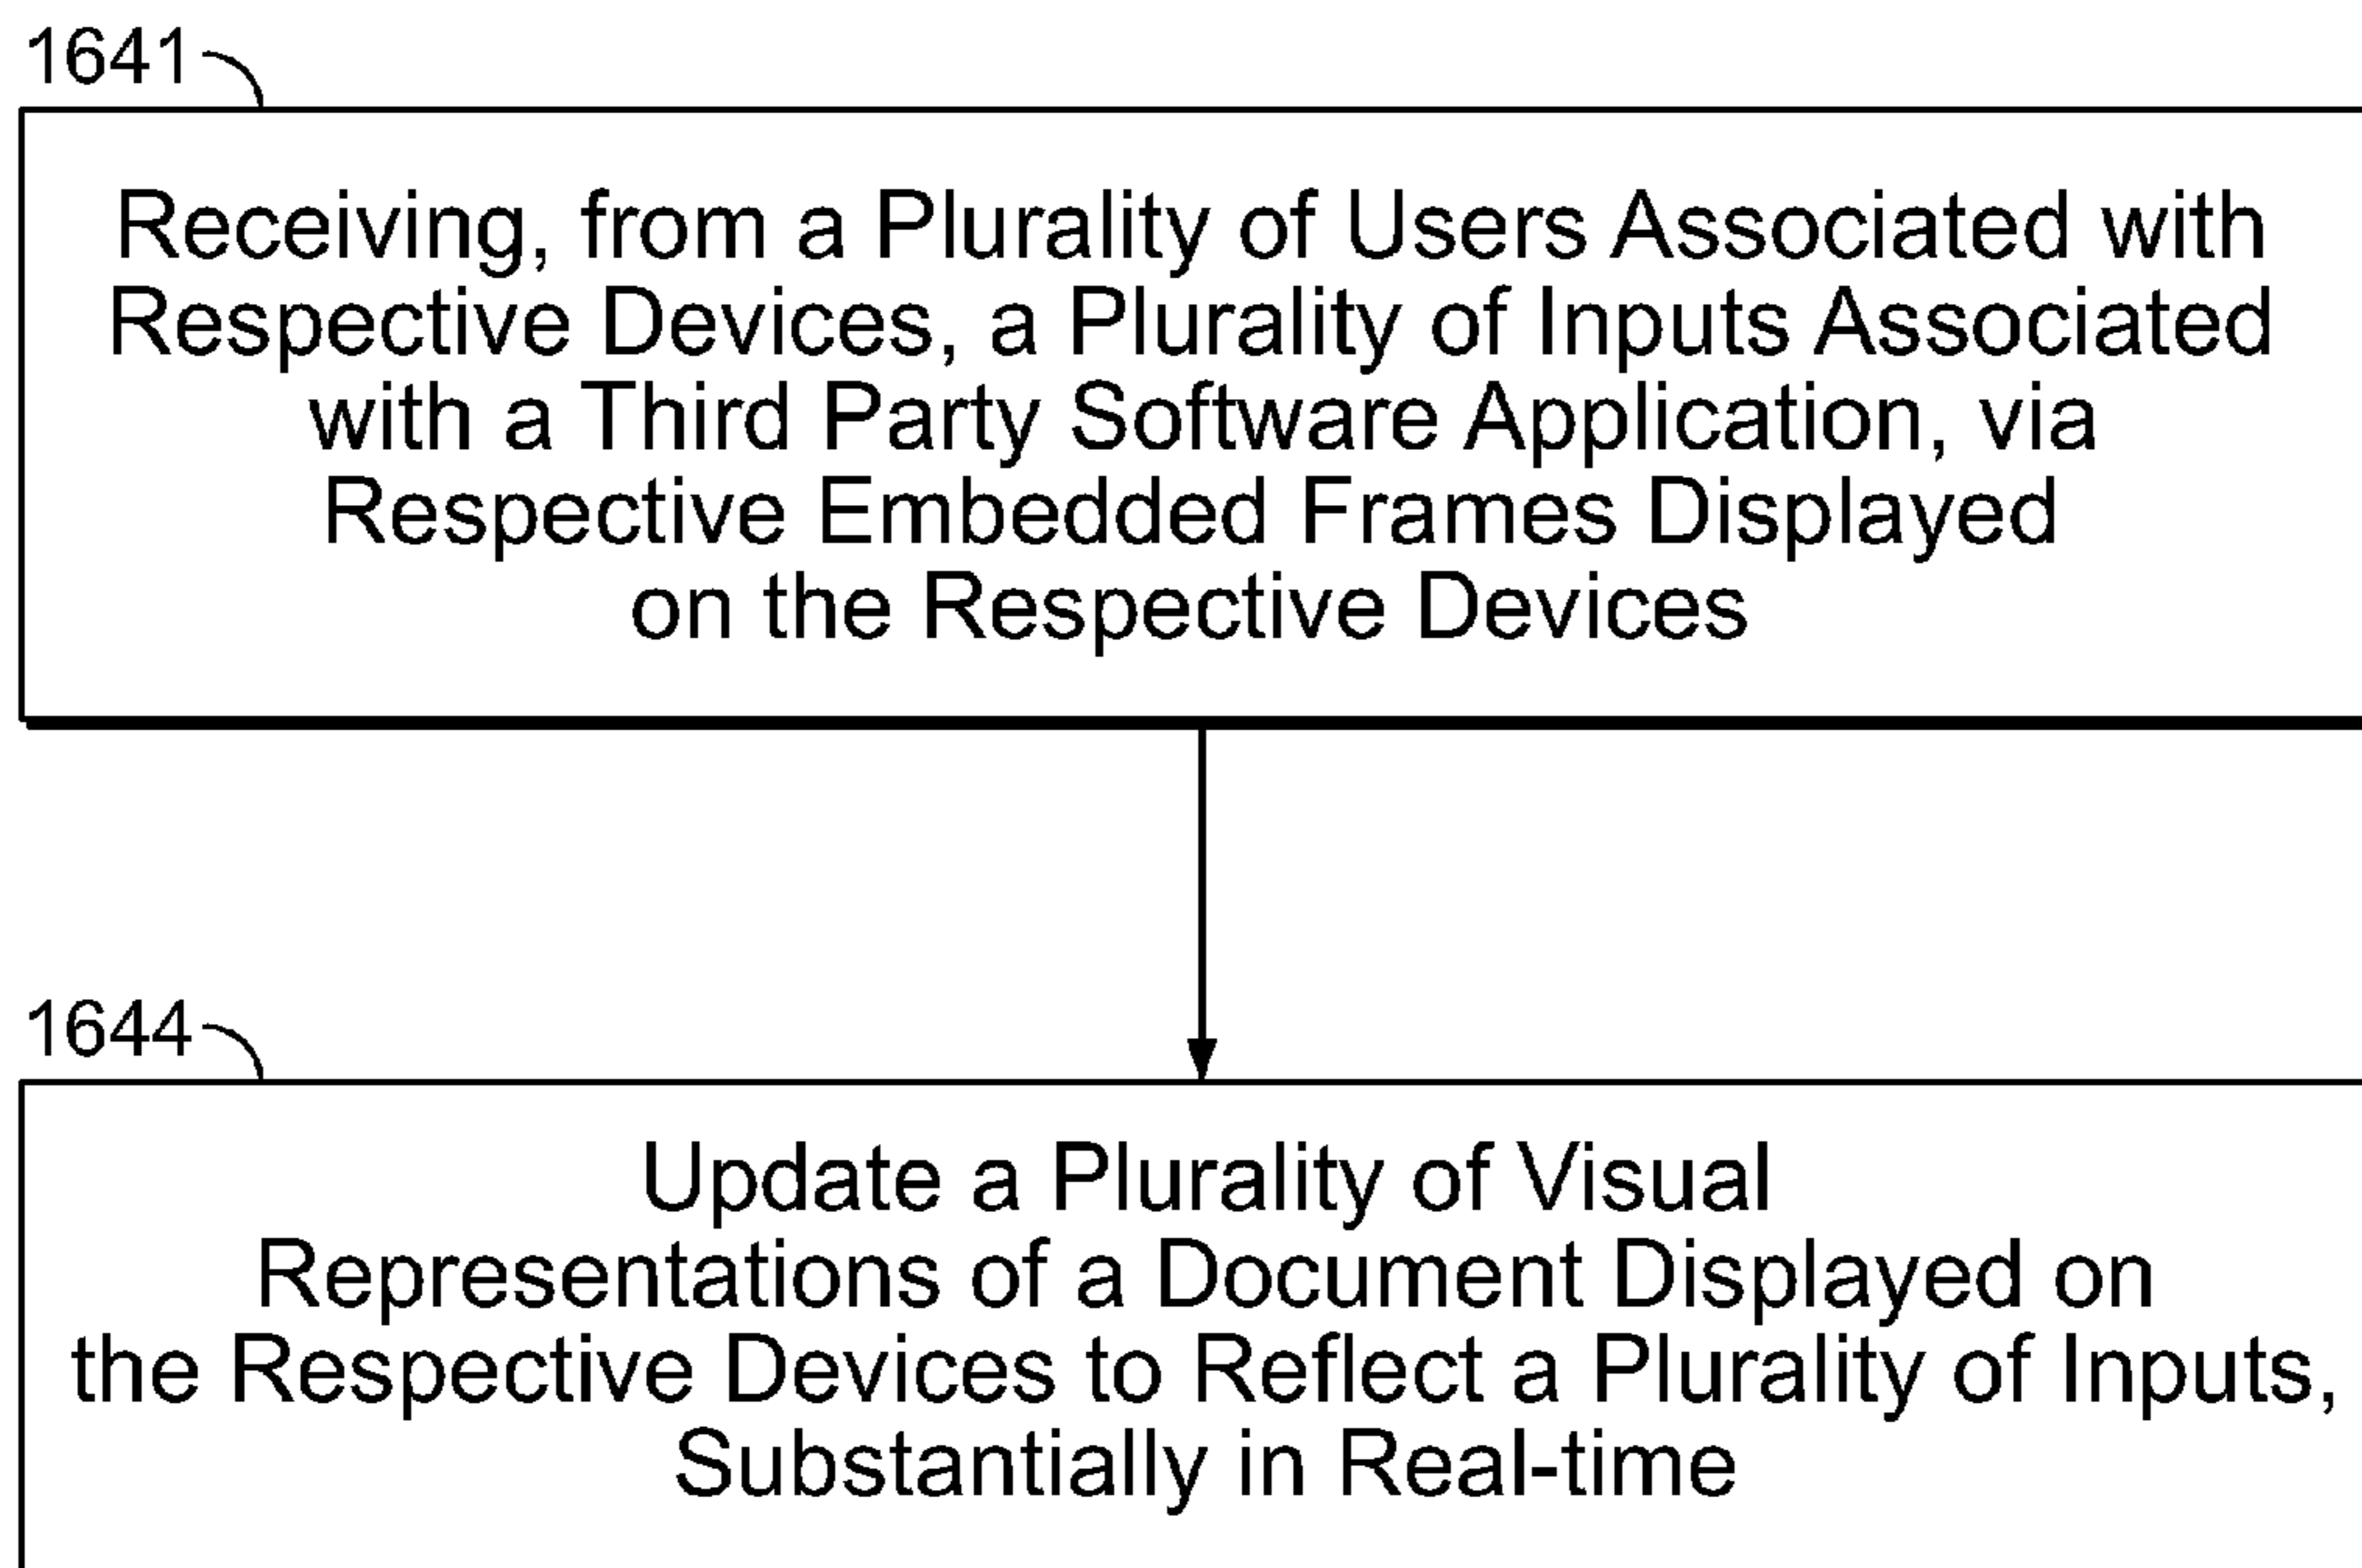 1641
Receiving, from a Plurality of Users Associated with
Respective Devices, a Plurality of Inputs Associated
with a Third Party Software Application, via
Respective Embedded Frames Displayed
on the Respective Devices
1644
Update a Plurality of Visual
Representations of a Document Displayed on
the Respective Devices to Reflect a Plurality of Inputs,
Substantially in Real-time